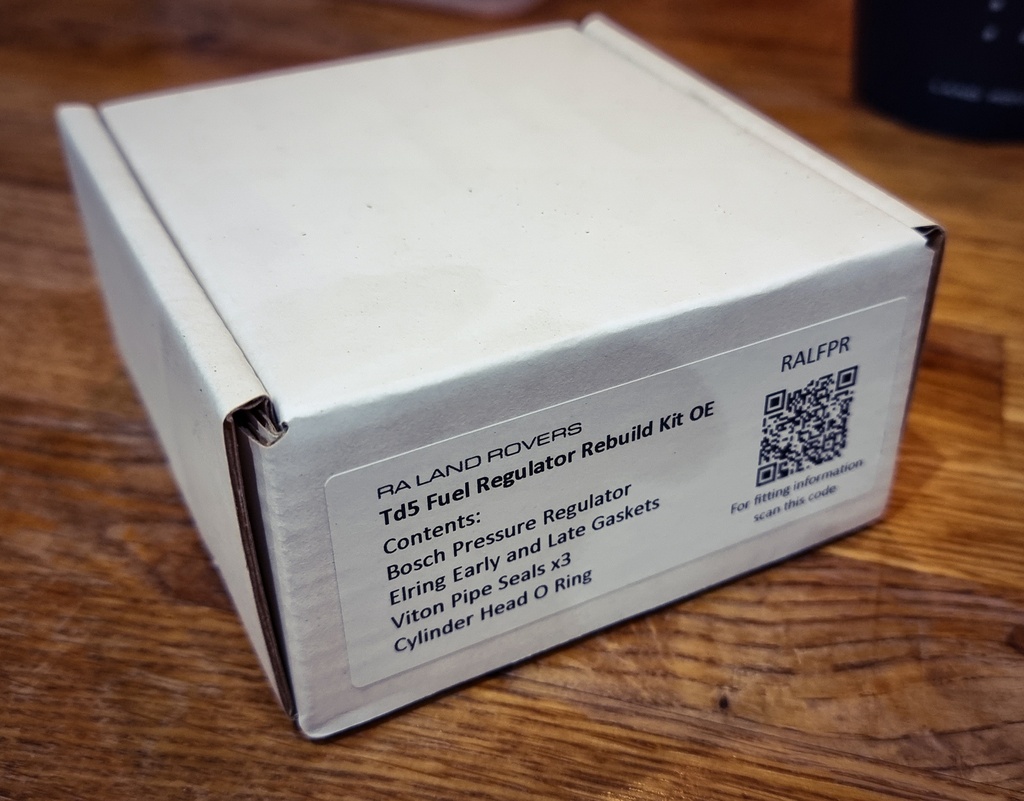 RA LAND ROVERS
Td5 Fuel Regulator Rebuild Kit OE
Contents:
Bosch Pressure Regulator
Elring Early and Late Gaskets
Viton Pipe Seals x3
Cylinder Head O Ring
RALFPR
For fitting information
scan this code